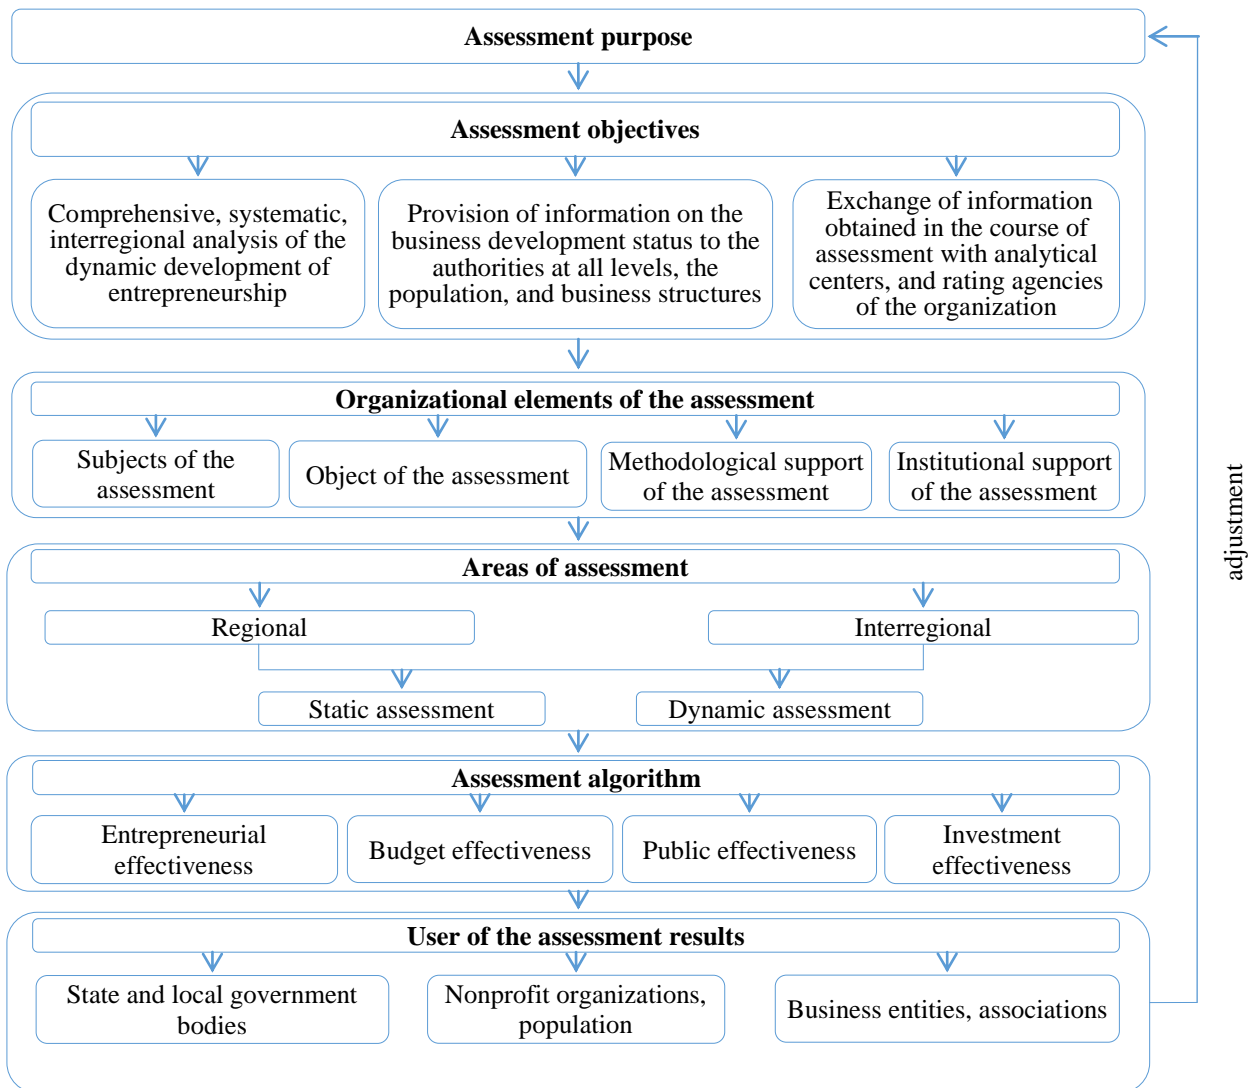 Assessment purpose
Assessment objectives
Comprehensive, systematic,
interregional analysis of the
dynamic development of
entrepreneurship
Provision of information on the
business development status to the
authorities at all levels, the
population, and business structures
Exchange of information
obtained in the course of
assessment with analytical
centers, and rating agencies
of the organization
Organizational elements of the assessment
Subjects of the
assessment
Object of the assessment
Methodological support
of the assessment
Institutional support
of the assessment
Areas of assessment
Regional
Interregional
Static assessment
Dynamic assessment
Assessment algorithm
Entrepreneurial
effectiveness
Budget effectiveness
Public effectiveness
Investment
effectiveness
User of the assessment results
State and local government
bodies
Nonprofit organizations,
population
Business entities, associations
adjustment